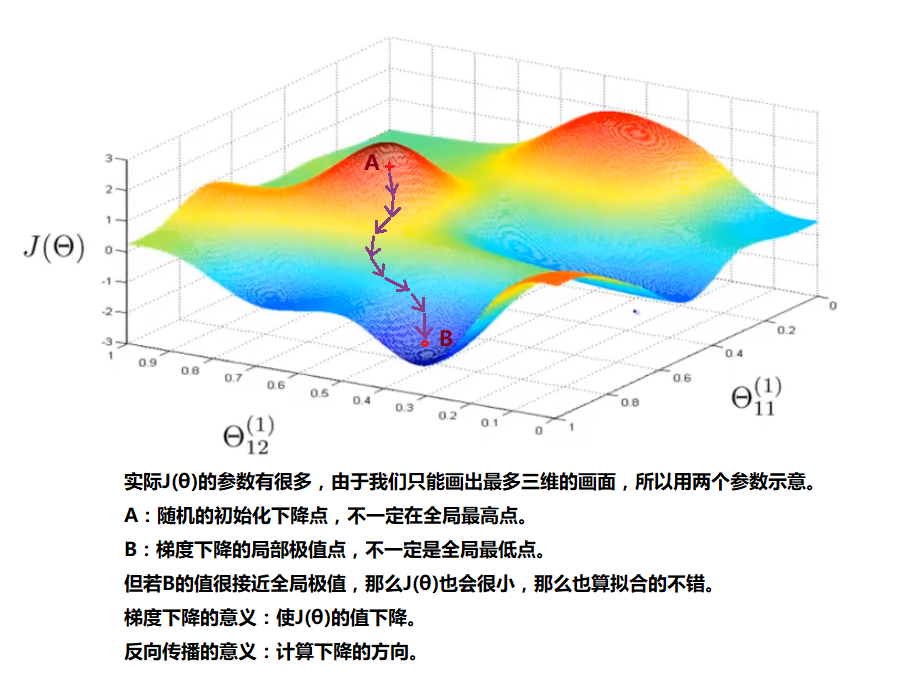 A
3
2
1
0
-1
-2
-3
J(Θ)
B
1
0.9
0.8
0.7
0.6
0.5
0.4
0.3
0.2
0.1
0
0
0.2
0.4
0.6
0.8
1
Θ₁₂⁽¹⁾
Θ₁₁⁽¹⁾
实际J(θ)的参数有很多，由于我们只能画出最多三维的画面，所以用两个参数示意。
A：随机的初始化下降点，不一定在全局最高点。
B：梯度下降的局部极值点，不一定是全局最低点。
但若B的值很接近全局极值，那么J(θ)也会很小，那么也算拟合的不错。
梯度下降的意义：使J(θ)的值下降。
反向传播的意义：计算下降的方向。